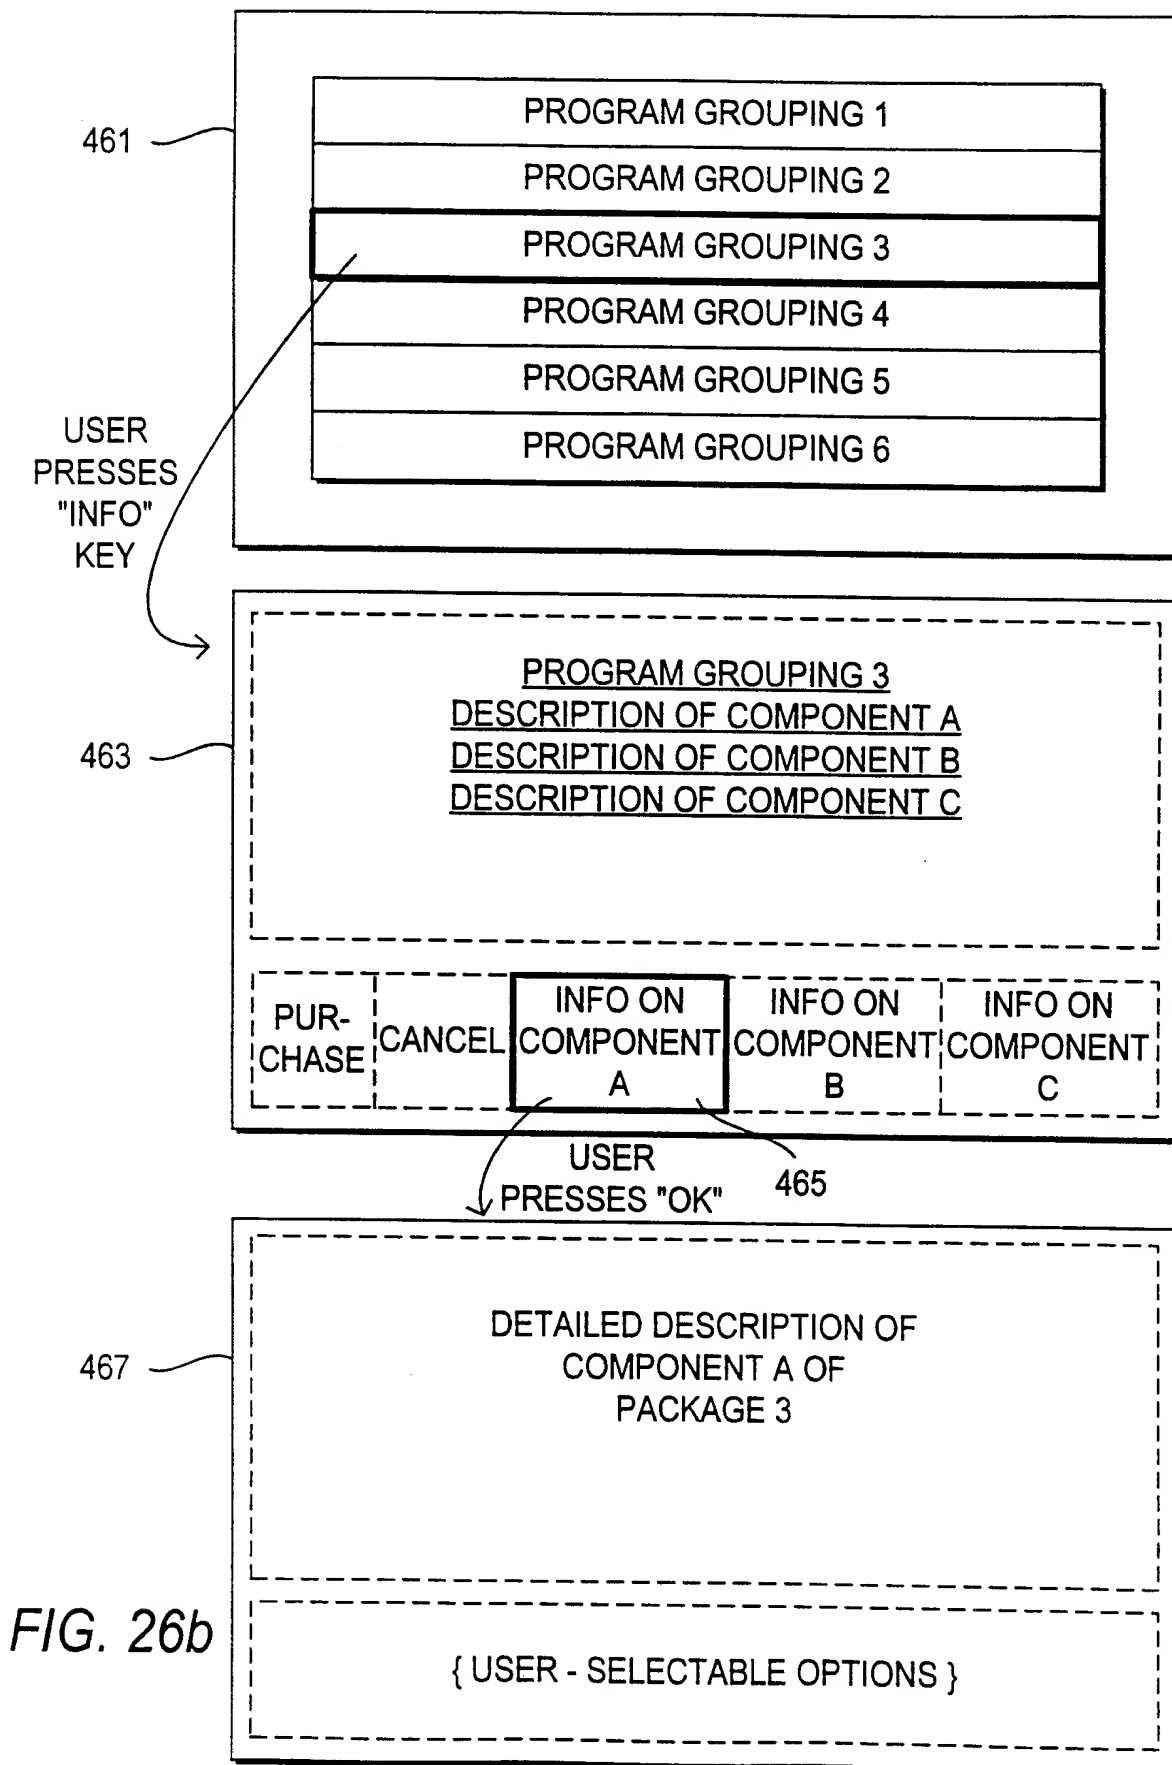 PROGRAM GROUPING 1
461
PROGRAM GROUPING 2
PROGRAM GROUPING 3
PROGRAM GROUPING 4
PROGRAM GROUPING 5
PROGRAM GROUPING 6
USER
PRESSES
"INFO"
KEY
PROGRAM GROUPING 3
DESCRIPTION OF COMPONENT A
463
DESCRIPTION OF COMPONENT B
DESCRIPTION OF COMPONENT C
PUR-
CHASE
CANCEL
INFO ON
COMPONENT
A
INFO ON
COMPONENT
B
INFO ON
COMPONENT
C
USER
PRESSES "OK"
465
DETAILED DESCRIPTION OF
COMPONENT A OF
PACKAGE 3
467
FIG. 26b
{ USER - SELECTABLE OPTIONS }